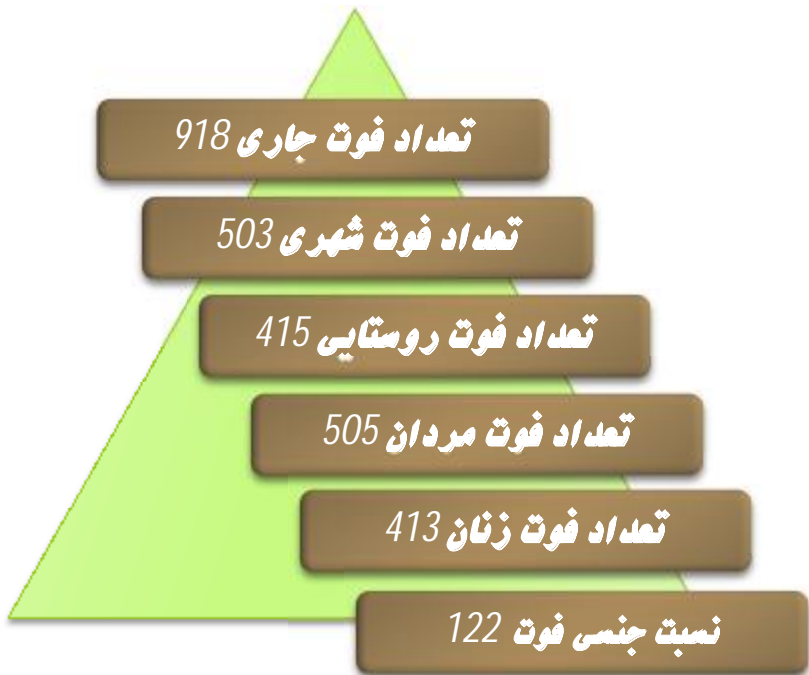 تعداد فوت جاری 918
تعداد فوت شهری 503
تعداد فوت روستایی 415
تعداد فوت مردان 505
تعداد فوت زنان 413
نسبت جنسی فوت 122